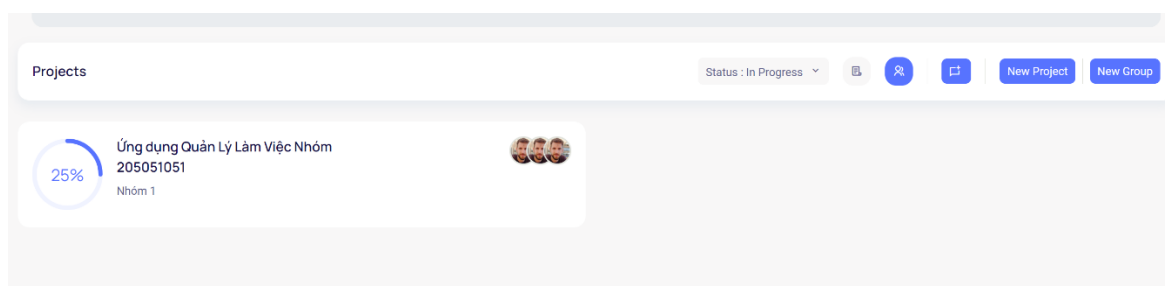 Projects
Status : In Progress
New Project
New Group
25%
Ứng dụng Quản Lý Làm Việc Nhóm
205051051
Nhóm 1